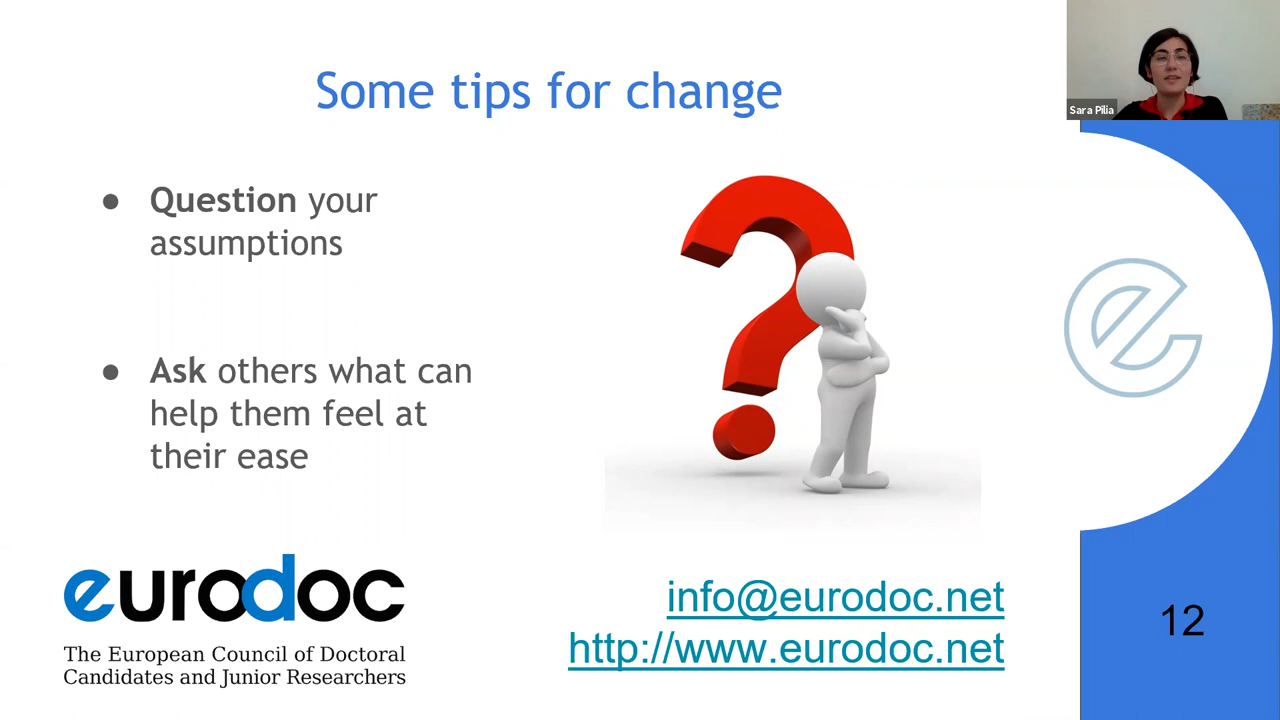 Some tips for change
Sara Pilia
● Question your
assumptions
● Ask others what can
help them feel at
their ease
eurodoc
The European Council of Doctoral
Candidates and Junior Researchers
info@eurodoc.net
http://www.eurodoc.net
12